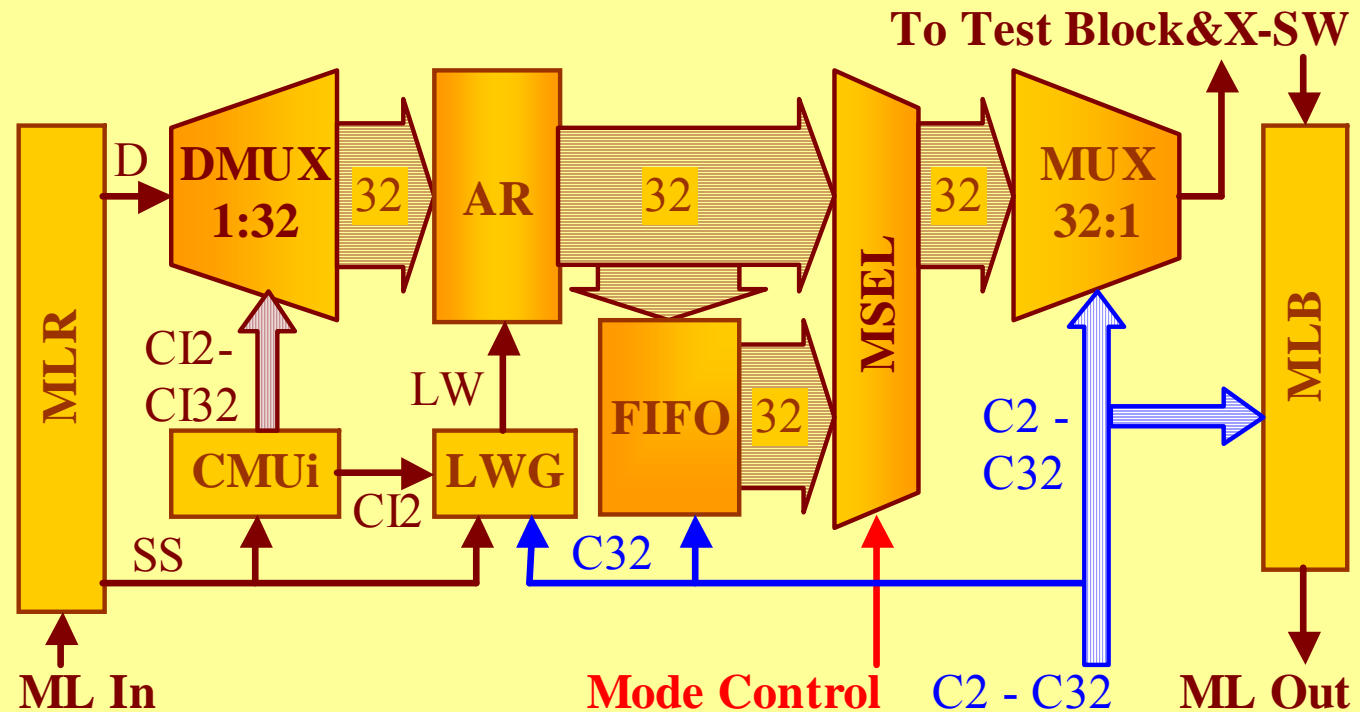 To Test Block&X-SW
D
DMUX
1:32
32
AR
32
32
MUX
32:1
MLR
MSEL
MLB
CI2-
CI32
LW
FIFO
32
C2 -
C32
CMUi
CI2
LWG
SS
C32
ML In
Mode Control
C2 - C32
ML Out